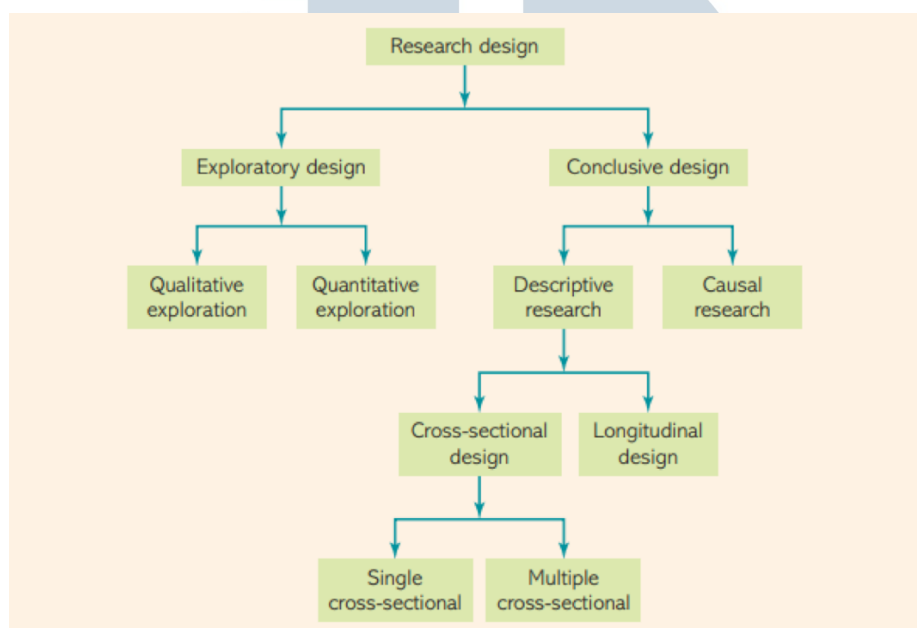 Research design
Exploratory design
Conclusive design
Qualitative
exploration
Quantitative
exploration
Descriptive
research
Causal
research
Cross-sectional
design
Longitudinal
design
Single
cross-sectional
Multiple
cross-sectional